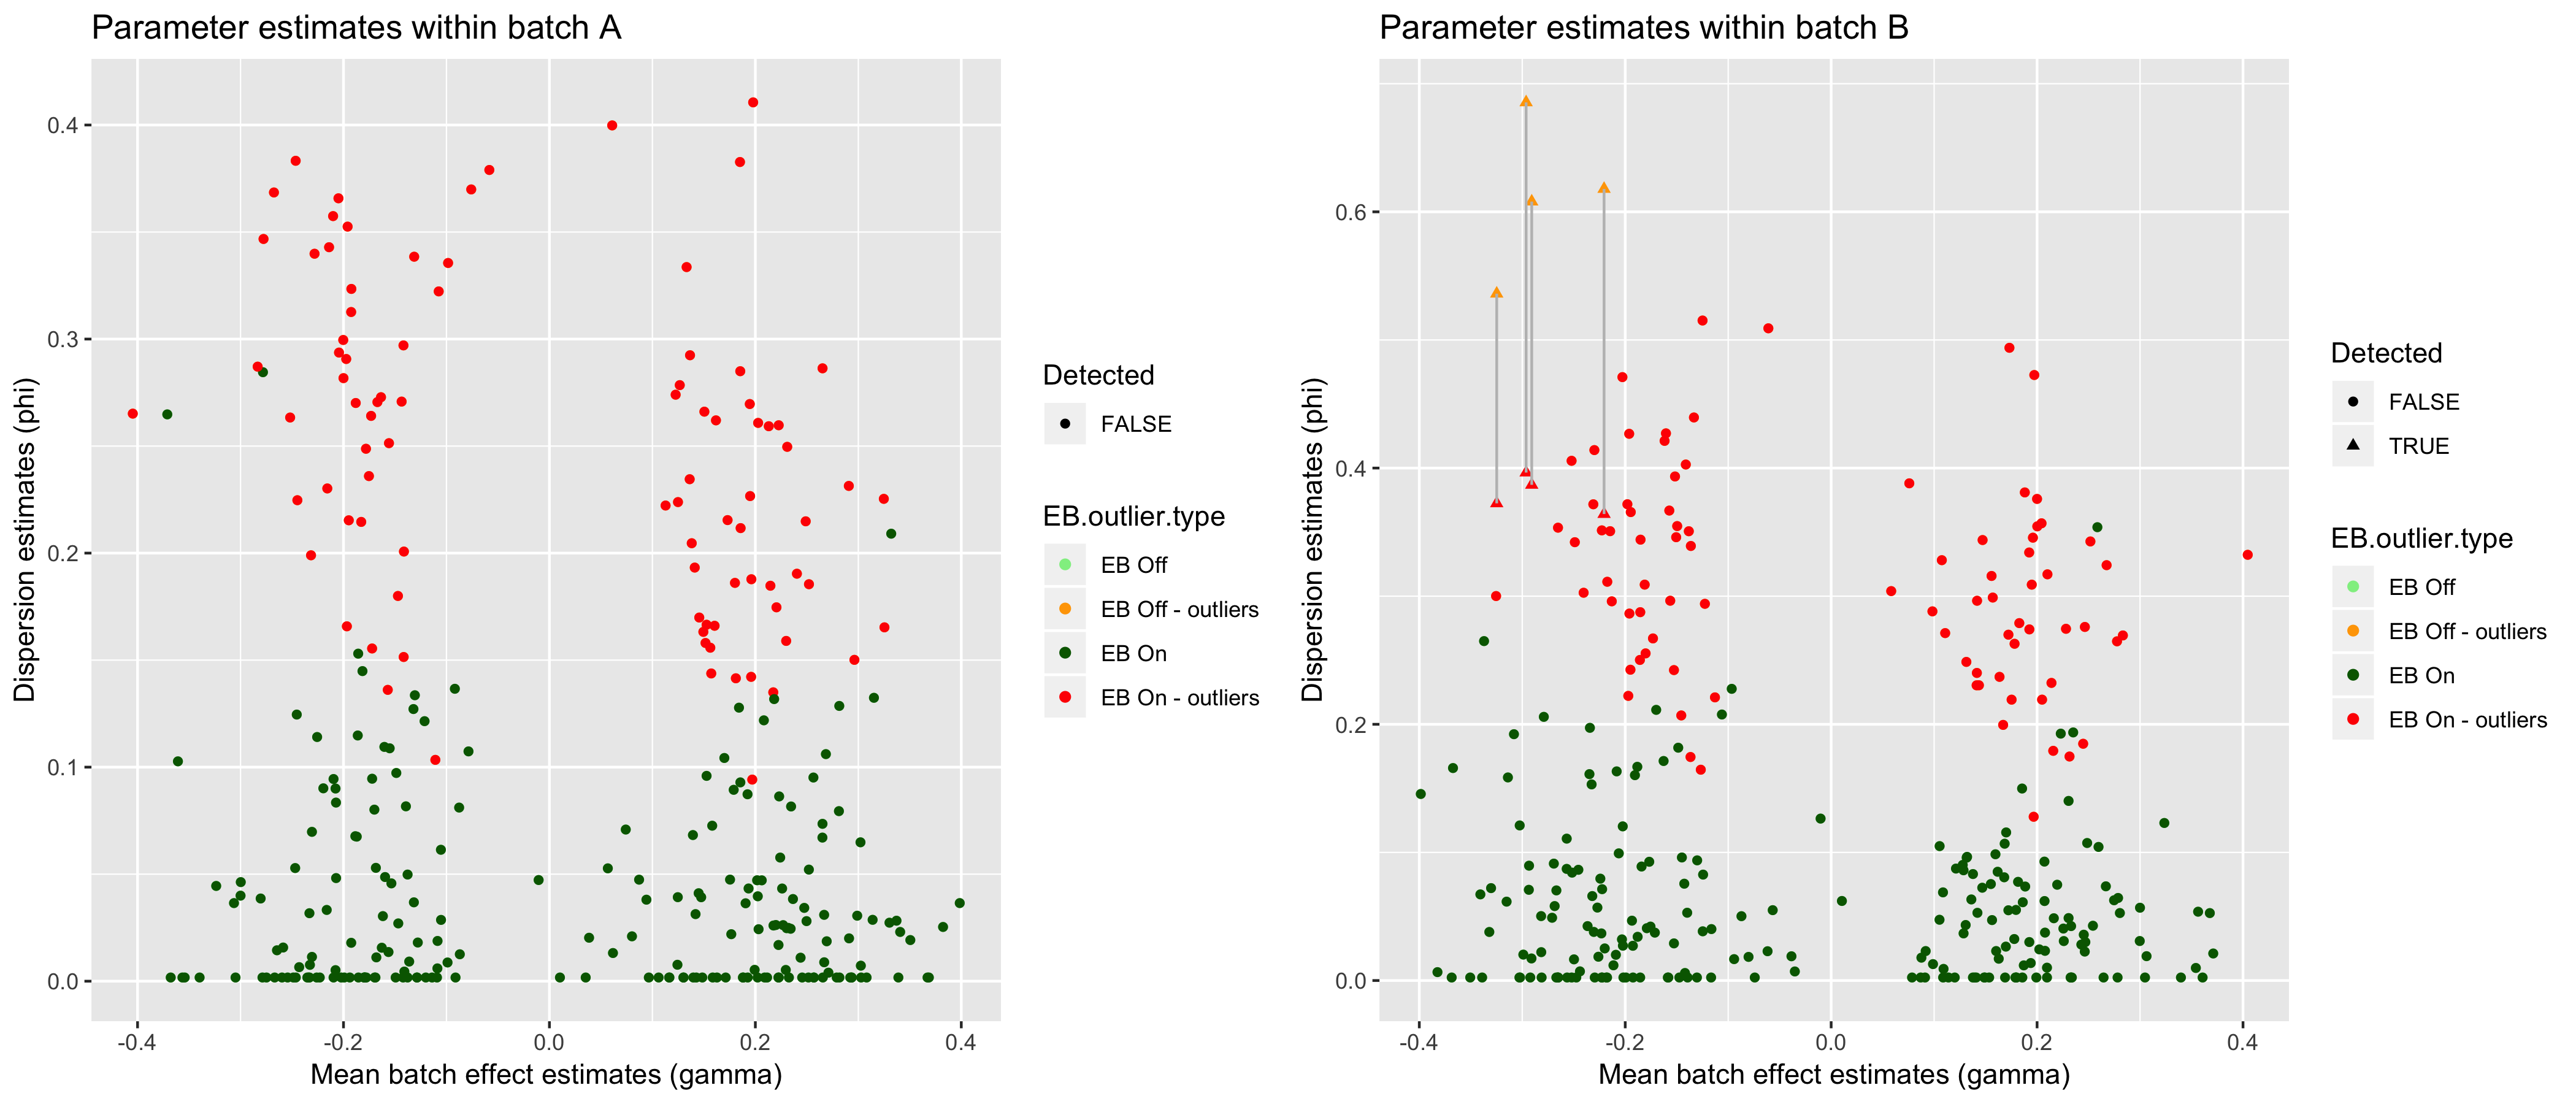 Parameter estimates within batch A
Dispersion estimates (phi)
0.4
0.3
0.2
0.1
0.0
-0.4
-0.2
0.0
0.2
0.4
Mean batch effect estimates (gamma)
Detected
FALSE
EB.outlier.type
EB Off
EB Off - outliers
EB On
EB On - outliers
Parameter estimates within batch B
Dispersion estimates (phi)
0.6
0.4
0.2
0.0
-0.4
-0.2
0.0
0.2
0.4
Mean batch effect estimates (gamma)
Detected
FALSE
TRUE
EB.outlier.type
EB Off
EB Off - outliers
EB On
EB On - outliers